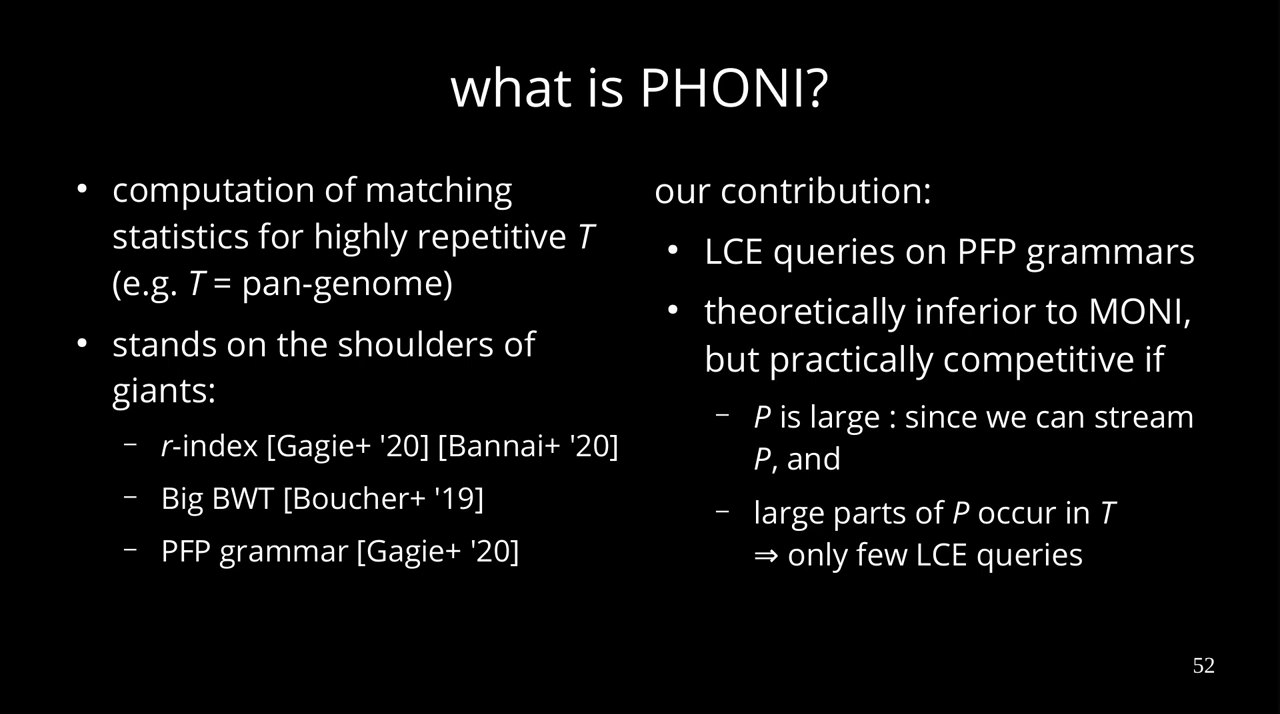 what is PHONI?
• computation of matching
statistics for highly repetitive T
(e.g. T = pan-genome)
• stands on the shoulders of
giants:
– r-index [Gagie+ '20] [Bannai+ '20]
– Big BWT [Boucher+ '19]
– PFP grammar [Gagie+ '20]
our contribution:
• LCE queries on PFP grammars
• theoretically inferior to MONI,
but practically competitive if
– P is large : since we can stream
P, and
– large parts of P occur in T
⇒ only few LCE queries
52